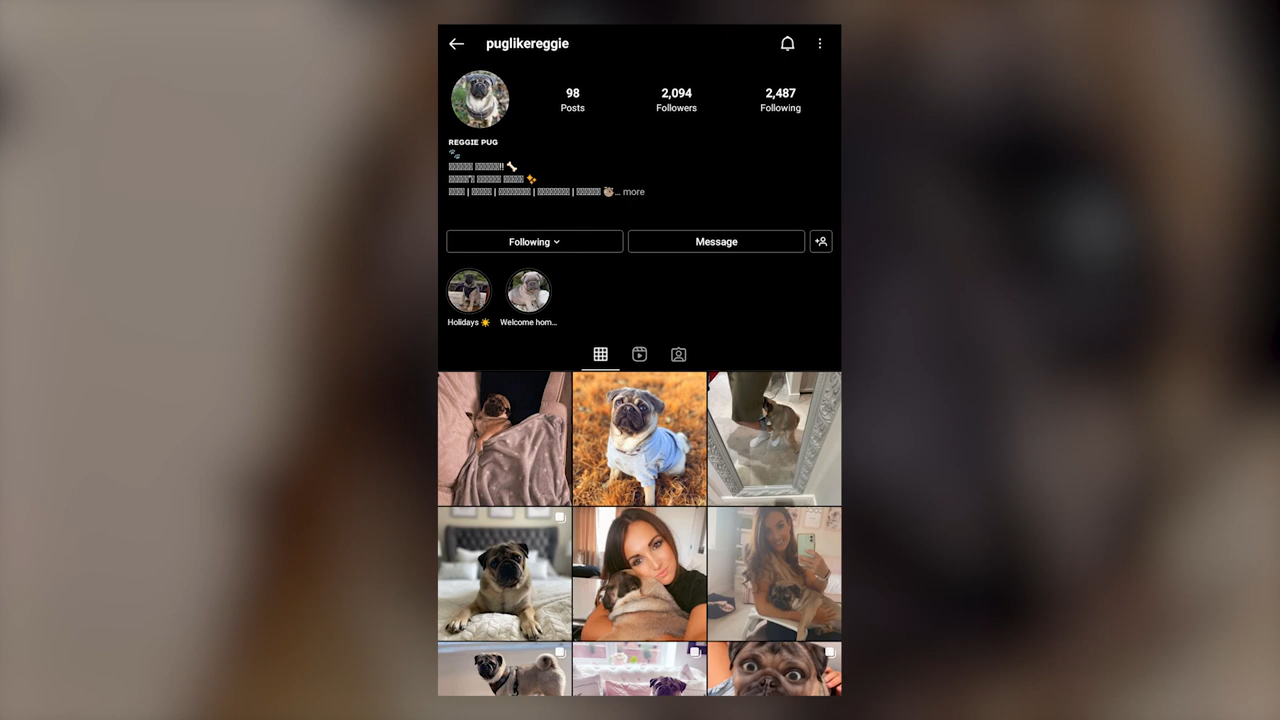 puglikereggie
98
2,094
2,487
Posts
Followers
Following
REGGIE PUG
!!
... more
Following
Message
Holidays
Welcome hom...